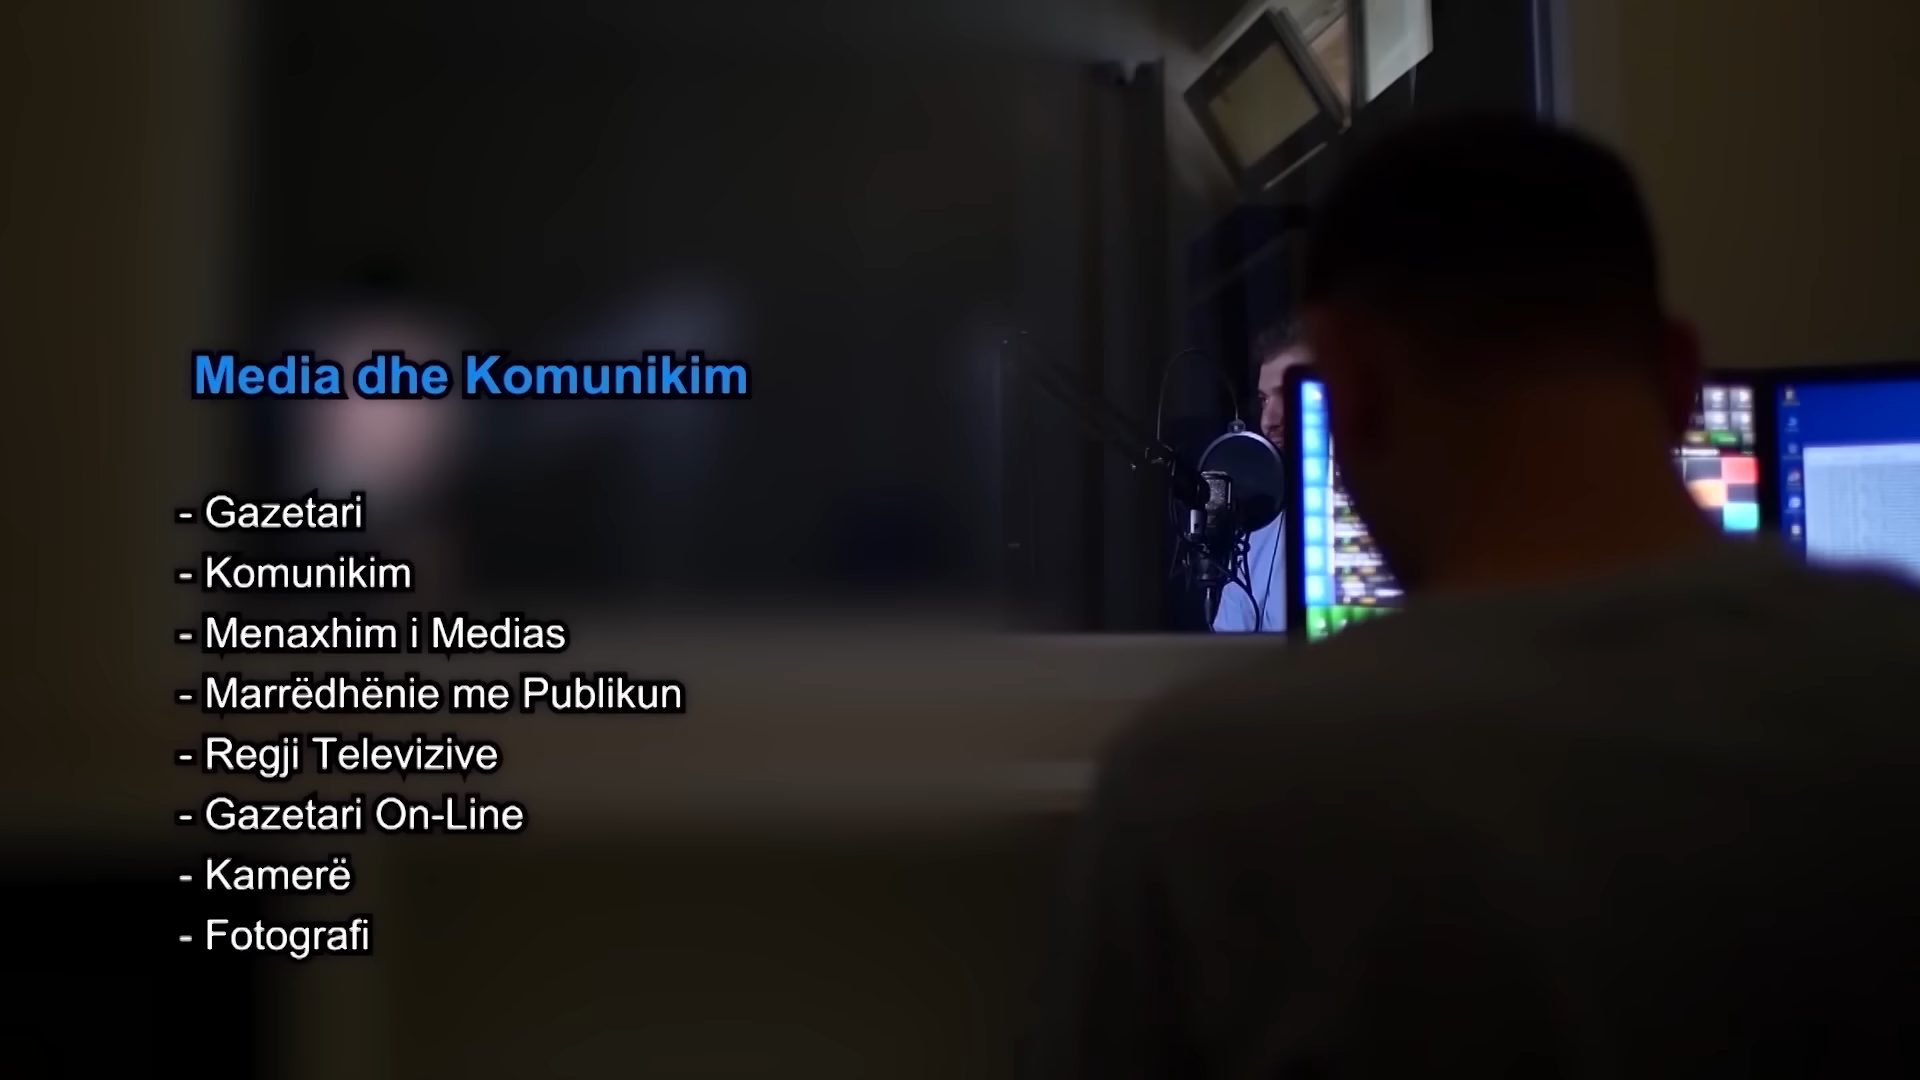 Media dhe Komunikim
- Gazetari
- Komunikim
- Menaxhim i Medias
- Marrëdhënie me Publikun
- Regji Televizive
- Gazetari On-Line
- Kamerë
- Fotografi